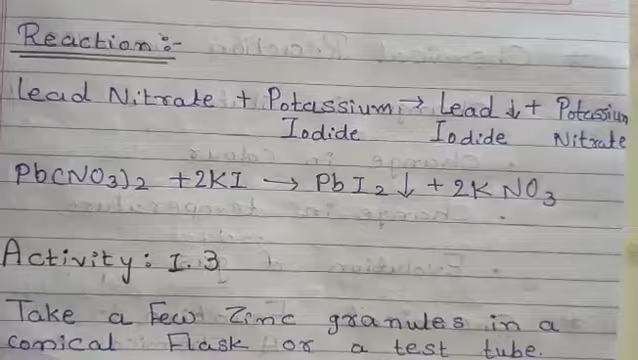 Reaction :-
Lead Nitrate + Potassium → Lead ↓ + Potassium
Iodide Iodide Nitrate
Pb(NO3)2 + 2KI → PbI2 ↓ + 2KNO3
Activity : I.3
Take a Few Zinc granules in a
conical Flask or a test tube.